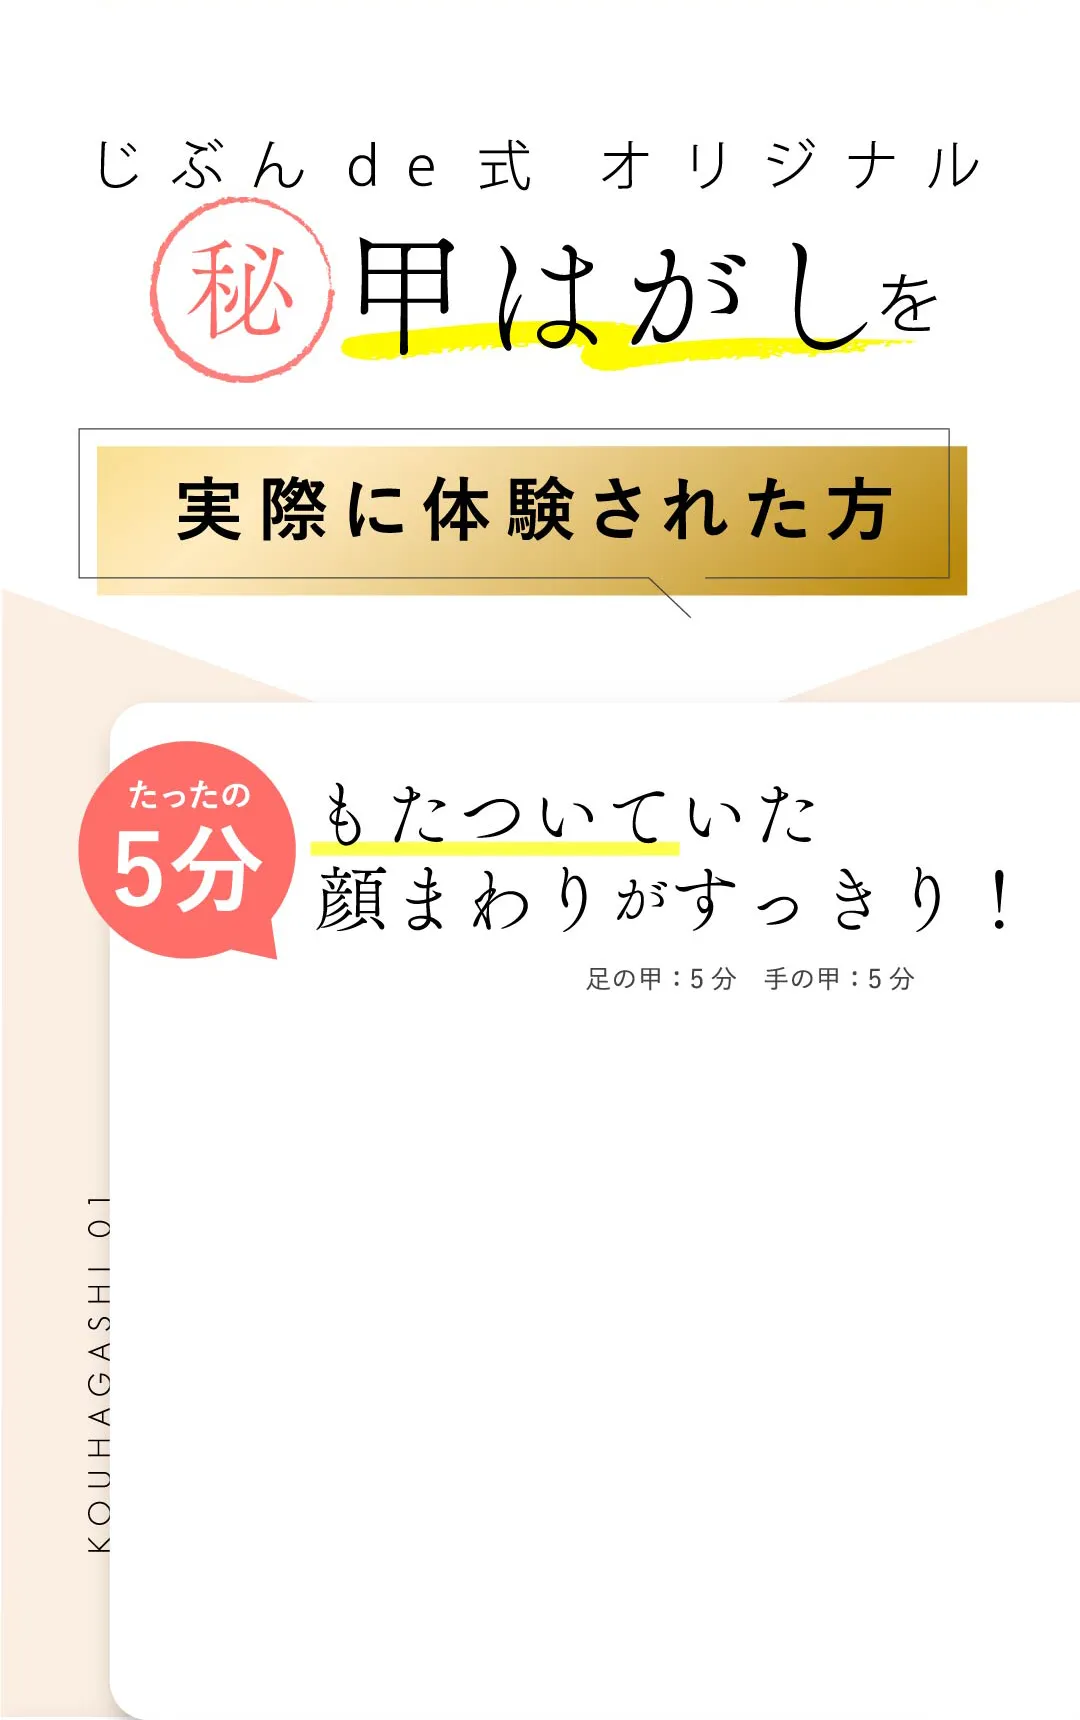 じぶんde式 オリジナル
秘 甲はがしを
実際に体験された方
たったの
5分
もたついていた
顔まわりがすっきり！
足の甲：5分　手の甲：5分
KOUHAGASHI 01